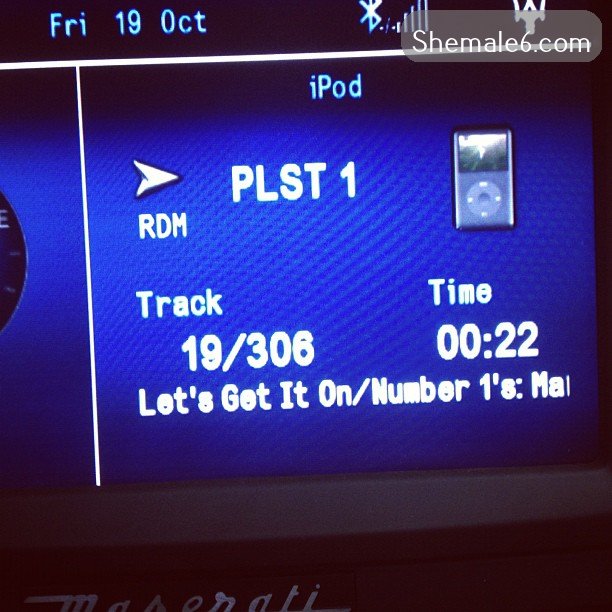 Fri 19 Oct
Shemale6.com
iPod
PLST 1
RDM
E
Track
Time
19/306
00:22
Let's Get It On/Number 1's: Mar
Maserati